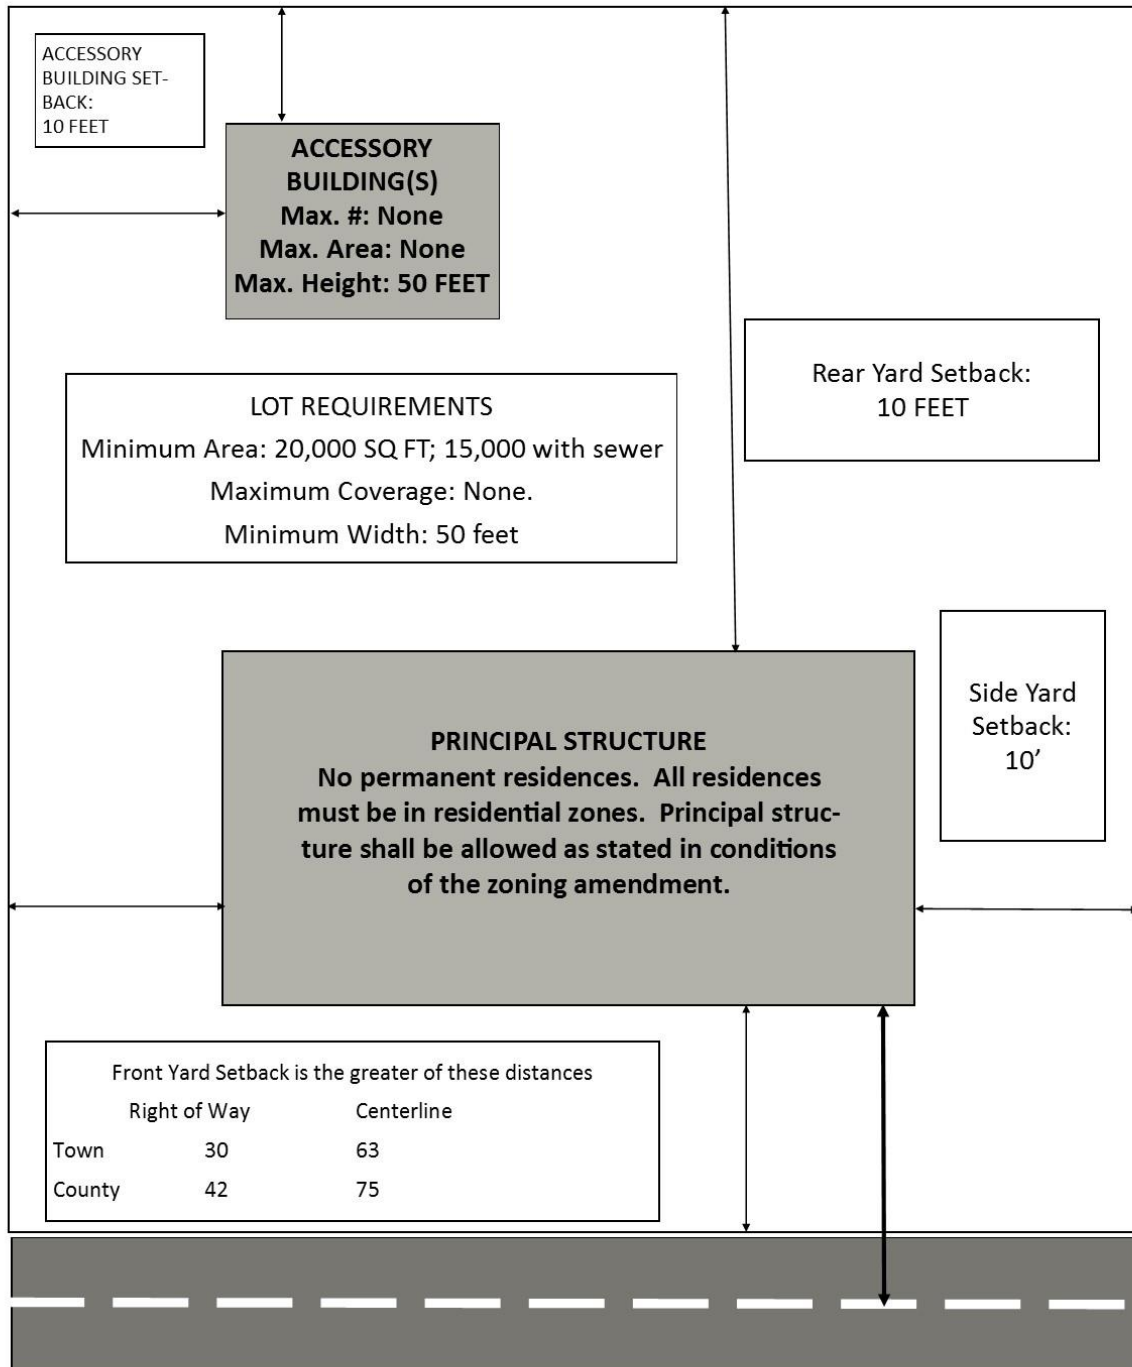 ACCESSORY
BUILDING SET-
BACK:
10 FEET
ACCESSORY
BUILDING(S)
Max. #: None
Max. Area: None
Max. Height: 50 FEET
Rear Yard Setback:
10 FEET
LOT REQUIREMENTS
Minimum Area: 20,000 SQ FT; 15,000 with sewer
Maximum Coverage: None.
Minimum Width: 50 feet
Side Yard
Setback:
10’
PRINCIPAL STRUCTURE
No permanent residences.  All residences
must be in residential zones.  Principal struc-
ture shall be allowed as stated in conditions
of the zoning amendment.
Front Yard Setback is the greater of these distances
Right of Way Centerline
Town 30 63
County 42 75